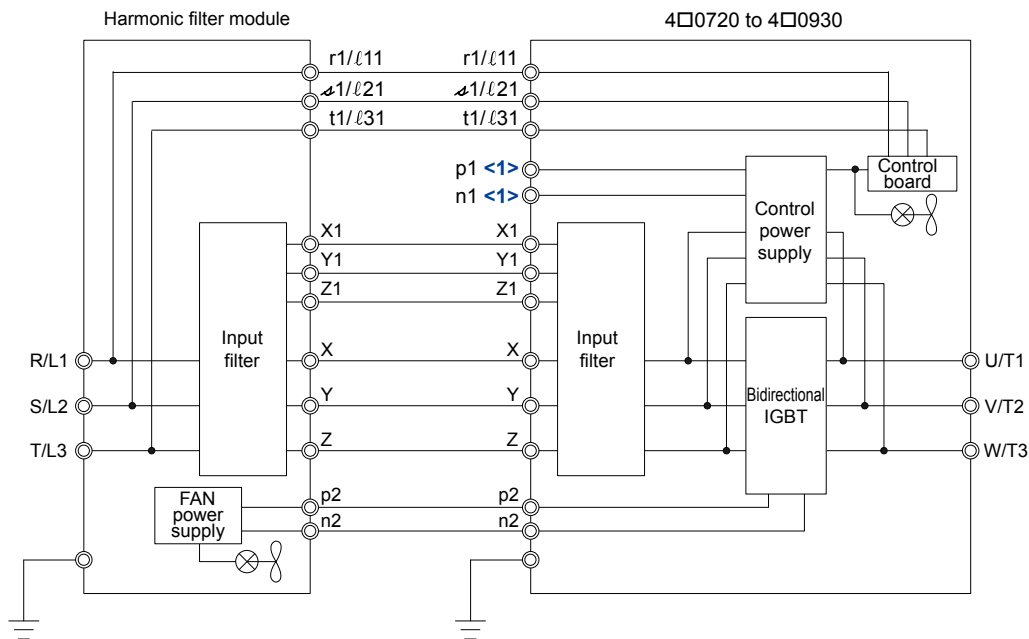 Harmonic filter module
4□0720 to 4□0930
r1/ℓ11
r1/ℓ11
𝓈1/ℓ21
𝓈1/ℓ21
t1/ℓ31
t1/ℓ31
p1 <1>
n1 <1>
Control
board
Control
power
supply
X1
X1
Y1
Y1
Z1
Z1
Input
filter
Input
filter
R/L1
X
X
U/T1
S/L2
Y
Y
Bidirectional
IGBT
V/T2
T/L3
Z
Z
W/T3
FAN
power
supply
p2
p2
n2
n2